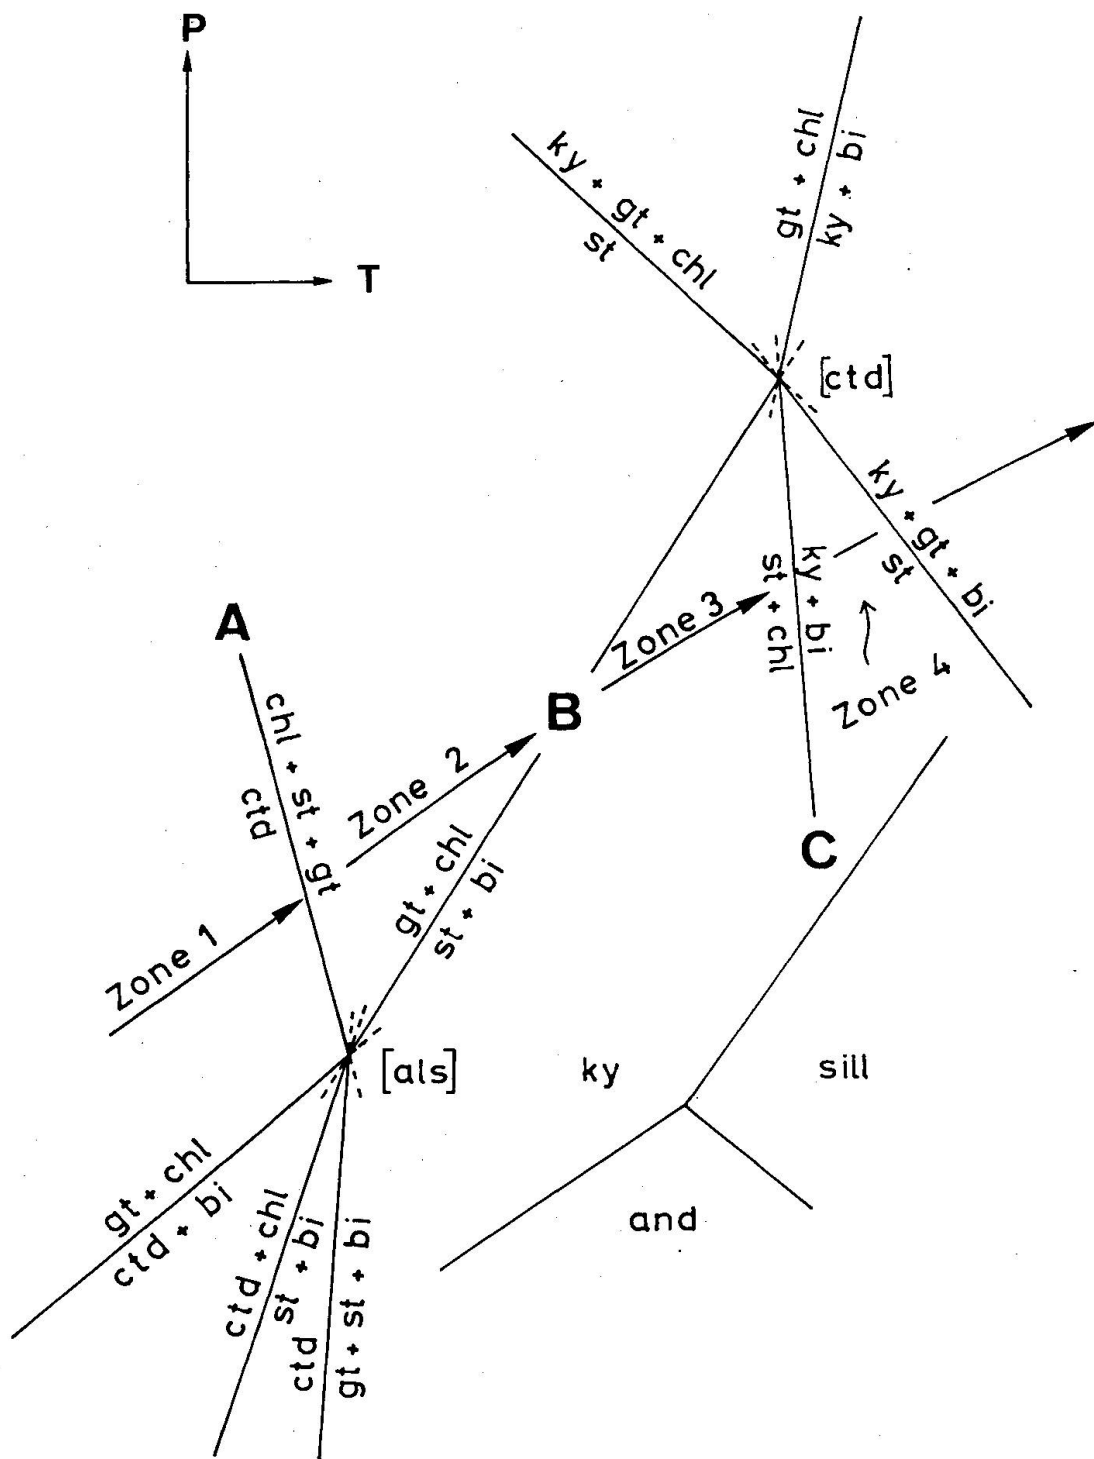 P
T
gt + chl
ky + bi
ky + gt + chl
st
[ctd]
ky + gt + bi
st
ky + bi
st + chl
Zone 3
Zone 4
A
B
C
chl + st + gt
ctd
Zone 2
Zone 1
gt + chl
st + bi
[als]
ky
sill
and
gt + chl
ctd + bi
ctd + chl
st + bi
ctd
gt + st + bi